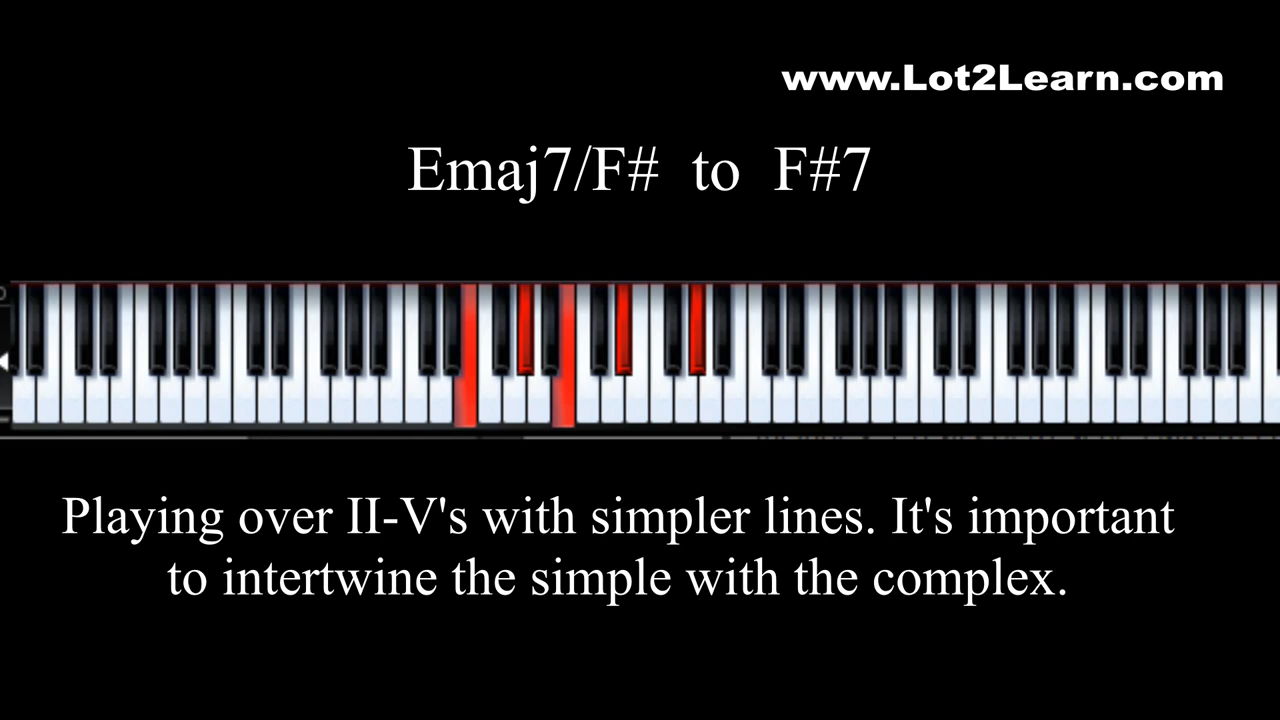 www.Lot2Learn.com
Emaj7/F# to F#7
Playing over II-V's with simpler lines. It's important
to intertwine the simple with the complex.